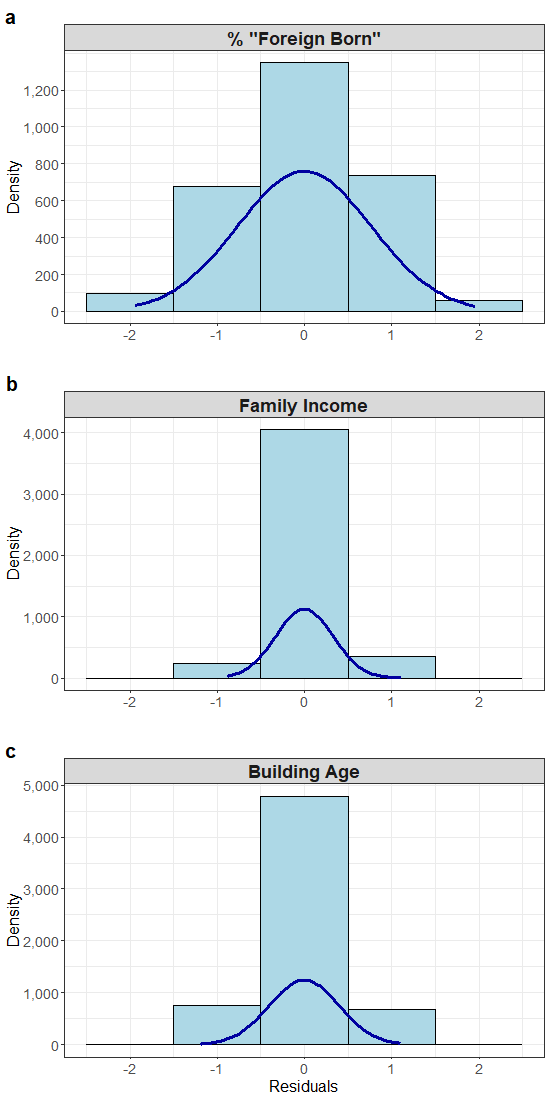 a
% "Foreign Born"
1,200
1,000
800
600
400
200
0
Density
-2 -1 0 1 2
b
Family Income
4,000
3,000
2,000
1,000
0
Density
-2 -1 0 1 2
c
Building Age
5,000
4,000
3,000
2,000
1,000
0
Density
-2 -1 0 1 2
Residuals